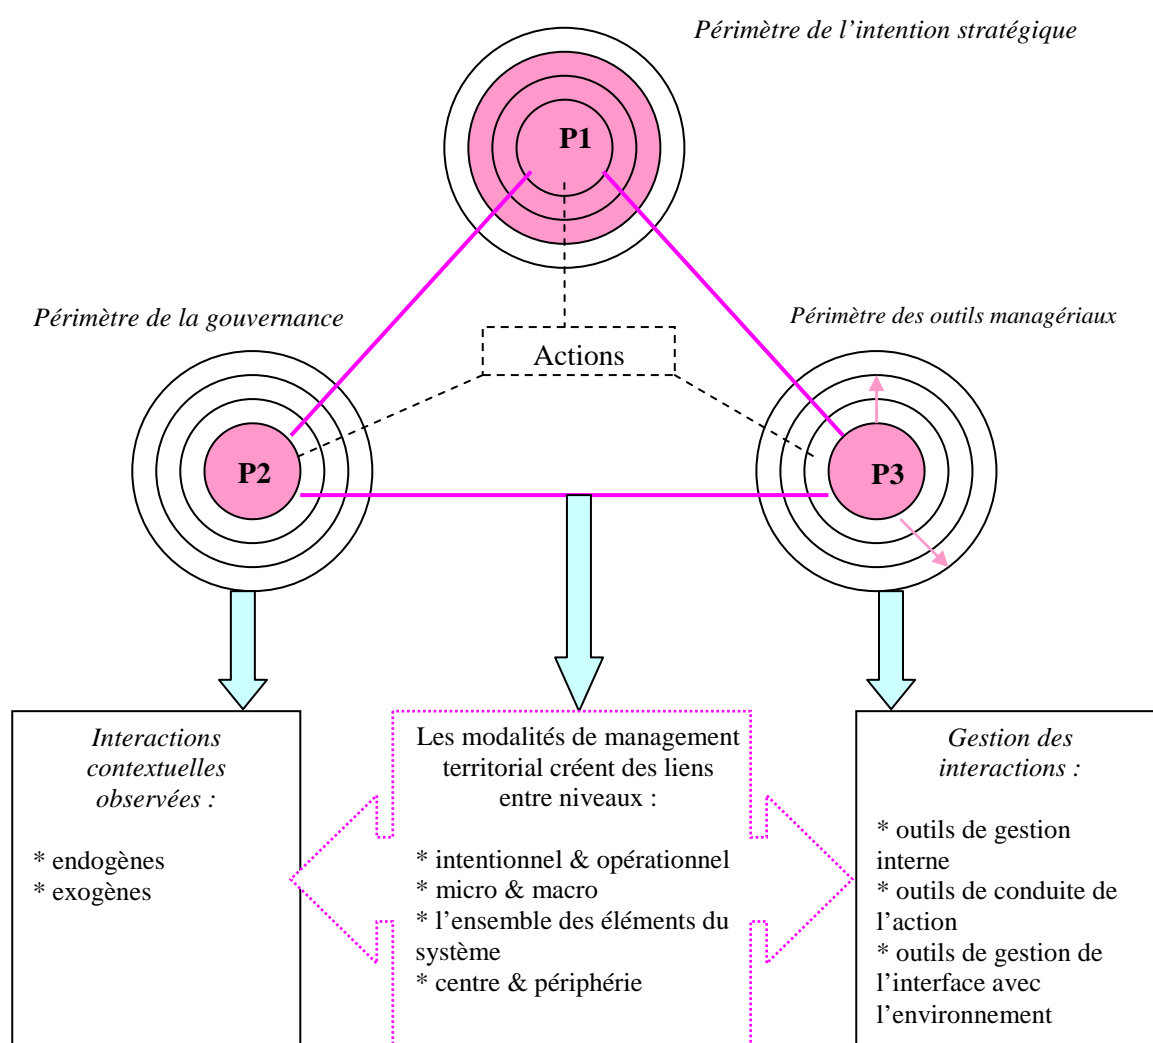 Périmètre de l’intention stratégique
P1
Périmètre de la gouvernance
Périmètre des outils managériaux
Actions
P2
P3
Interactions
contextuelles
observées :
* endogènes
* exogènes
Les modalités de management
territorial créent des liens
entre niveaux :
* intentionnel & opérationnel
* micro & macro
* l’ensemble des éléments du
système
* centre & périphérie
Gestion des
interactions :
* outils de gestion
interne
* outils de conduite de
l’action
* outils de gestion de
l’interface avec
l’environnement